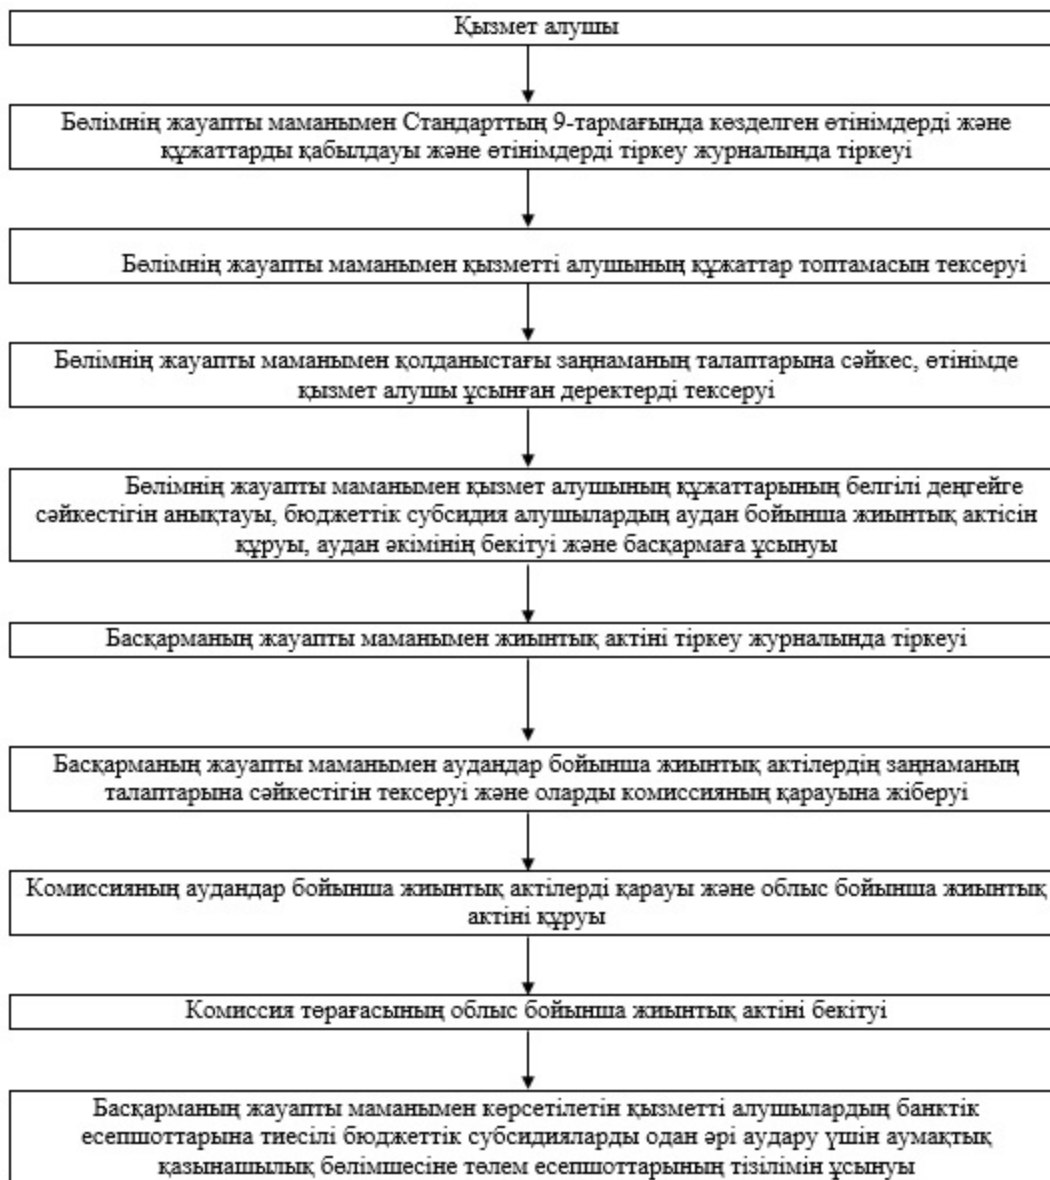 Қызмет алушы
Бөлімнің жауапты маманымен Стандарттың 9-тармағында көзделген өтінімдерді және
құжаттарды қабылдауы және өтінімдерді тіркеу журналында тіркеуі
Бөлімнің жауапты маманымен қызметті алушының құжаттар топтамасын тексеруі
Бөлімнің жауапты маманымен қолданыстағы заңнаманың талаптарына сәйкес, өтінімде
қызмет алушы ұсынған деректерді тексеруі
Бөлімнің жауапты маманымен қызмет алушының құжаттарының белгілі деңгейге
сәйкестігін анықтауы, бюджеттік субсидия алушылардың аудан бойынша жиынтық актісін
құруы, аудан әкімінің бекітуі және басқармаға ұсынуы
Басқарманың жауапты маманымен жиынтық актіні тіркеу журналында тіркеуі
Басқарманың жауапты маманымен аудандар бойынша жиынтық актілердің заңнаманың
талаптарына сәйкестігін тексеруі және оларды комиссияның қарауына жіберуі
Комиссияның аудандар бойынша жиынтық актілерді қарауы және облыс бойынша жиынтық
актіні құруы
Комиссия төрағасының облыс бойынша жиынтық актіні бекітуі
Басқарманың жауапты маманымен көрсетілетін қызметті алушылардың банктік
есепшоттарына тиесілі бюджеттік субсидияларды одан әрі аудару үшін аумақтық
қазынашылық бөлімшесіне төлем есепшоттарының тізілімін ұсынуы